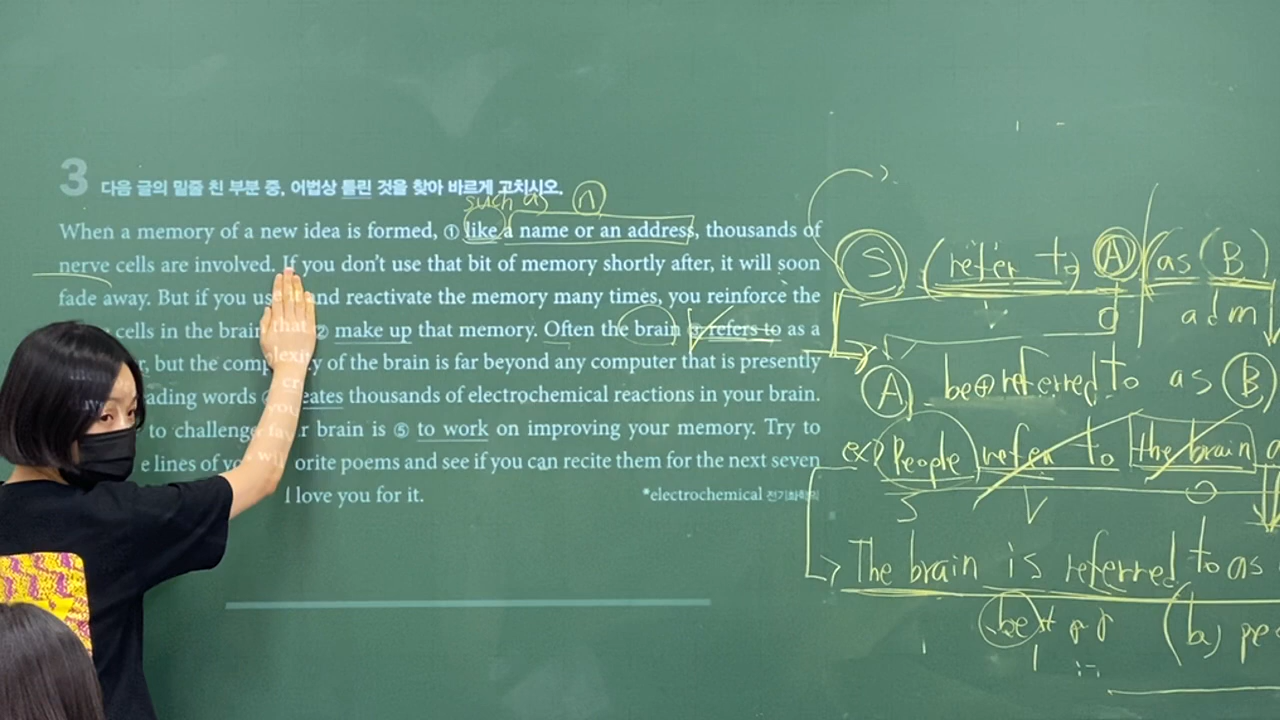 3 다음 글의 밑줄 친 부분 중, 어법상 틀린 것을 찾아 바르게 고치시오.
such as n
When a memory of a new idea is formed, ① like a name or an address, thousands of
nerve cells are involved. If you don't use that bit of memory shortly after, it will soon
fade away. But if you use it and reactivate the memory many times, you reinforce the
cells in the brain that ② make up that memory. Often the brain refers to as a
but the complexity of the brain is far beyond any computer that is presently
ading words eates thousands of electrochemical reactions in your brain.
to challenge your brain is ⑤ to work on improving your memory. Try to
e lines of your favorite poems and see if you can recite them for the next seven
will love you for it. *electrochemical 전기화학의
S (refer to A as B)
O
A be referred to as B
ex) People refer to the brain
S V O
The brain is referred to as
be + p.p